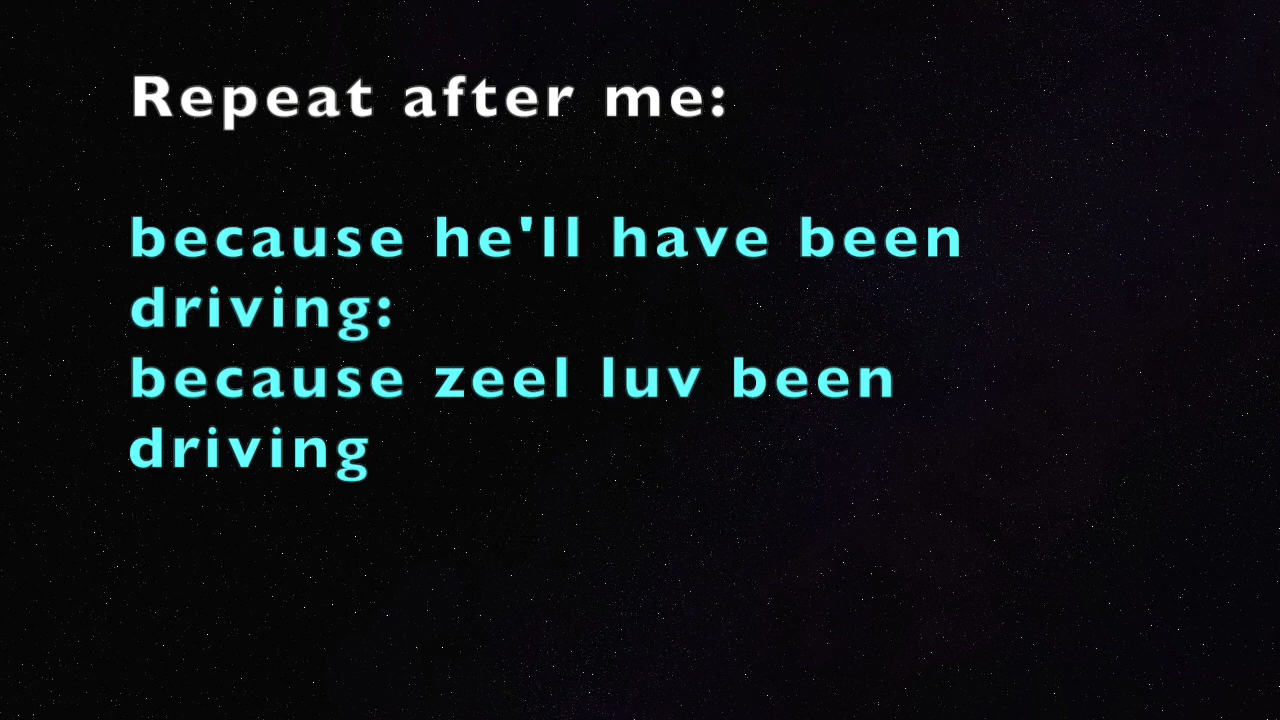 Repeat after me:
because he'll have been
driving:
because zeel luv been
driving